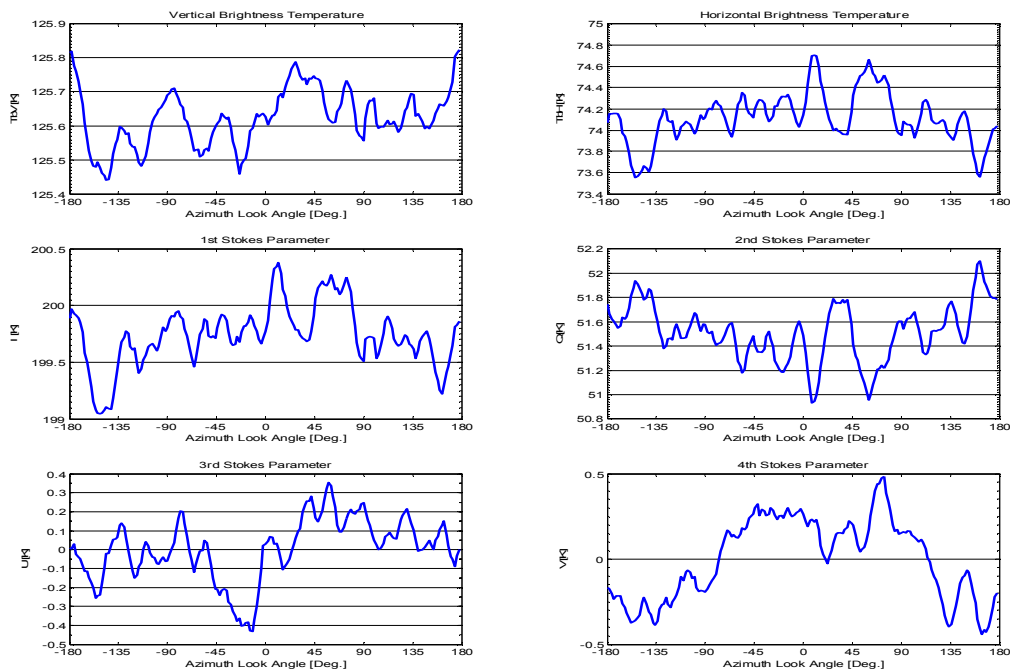 Vertical Brightness Temperature
125.9
125.8
125.7
125.6
125.5
125.4
-180 -135 -90 -45 0 45 90 135 180
Azimuth Look Angle [Deg.]
Horizontal Brightness Temperature
75
74.8
74.6
74.4
74.2
74
73.8
73.6
73.4
-180 -135 -90 -45 0 45 90 135 180
Azimuth Look Angle [Deg.]
1st Stokes Parameter
200.5
200
199.5
199
I [K]
-180 -135 -90 -45 0 45 90 135 180
Azimuth Look Angle [Deg.]
2nd Stokes Parameter
52.2
52
51.8
51.6
51.4
51.2
51
50.8
Q[K]
-180 -135 -90 -45 0 45 90 135 180
Azimuth Look Angle [Deg.]
3rd Stokes Parameter
0.4
0.3
0.2
0.1
0
-0.1
-0.2
-0.3
-0.4
-0.5
U[K]
-180 -135 -90 -45 0 45 90 135 180
Azimuth Look Angle [Deg.]
4th Stokes Parameter
0.5
0
-0.5
V[K]
-180 -135 -90 -45 0 45 90 135 180
Azimuth Look Angle [Deg.]